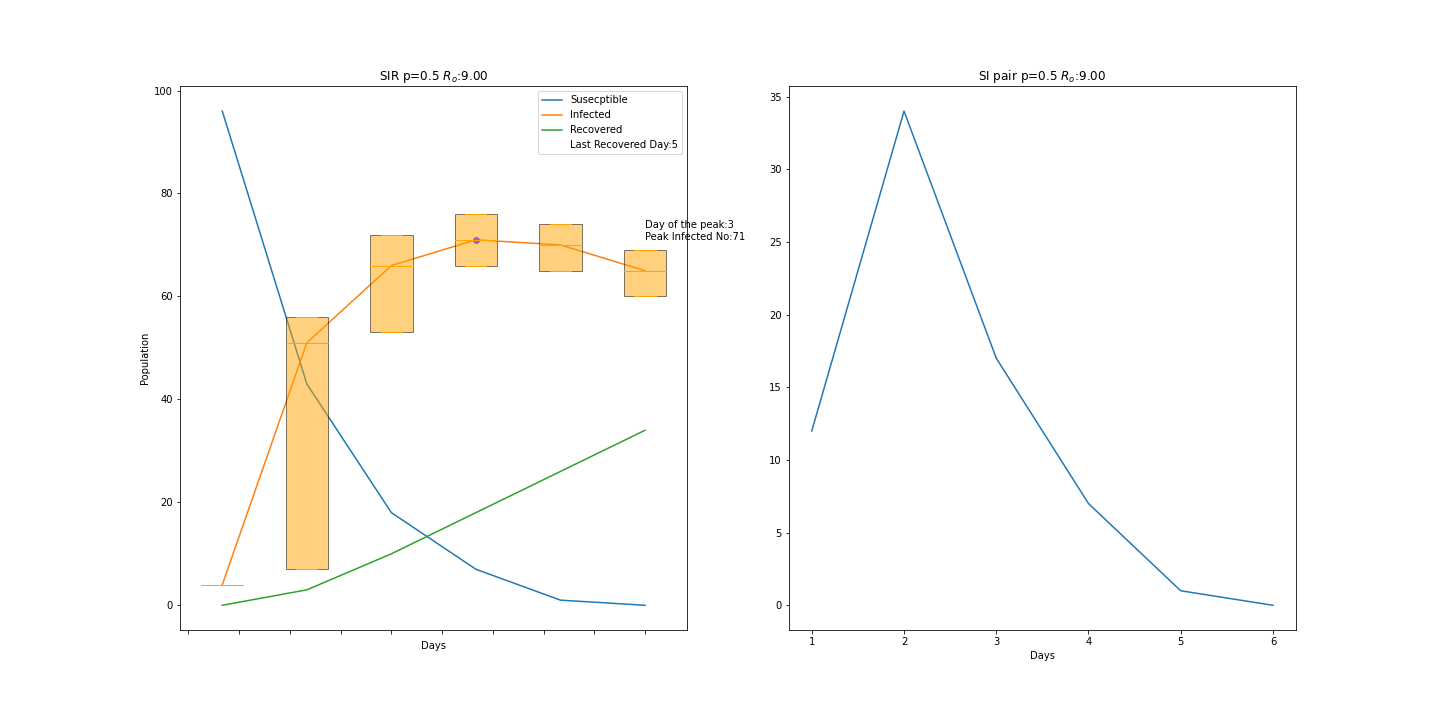 SIR p=0.5 Rₒ:9.00
100
80
60
40
20
0
Population
Days
Susecptible
Infected
Recovered
Last Recovered Day:5
Day of the peak:3
Peak Infected No:71
SI pair p=0.5 Rₒ:9.00
35
30
25
20
15
10
5
0
1 2 3 4 5 6
Days